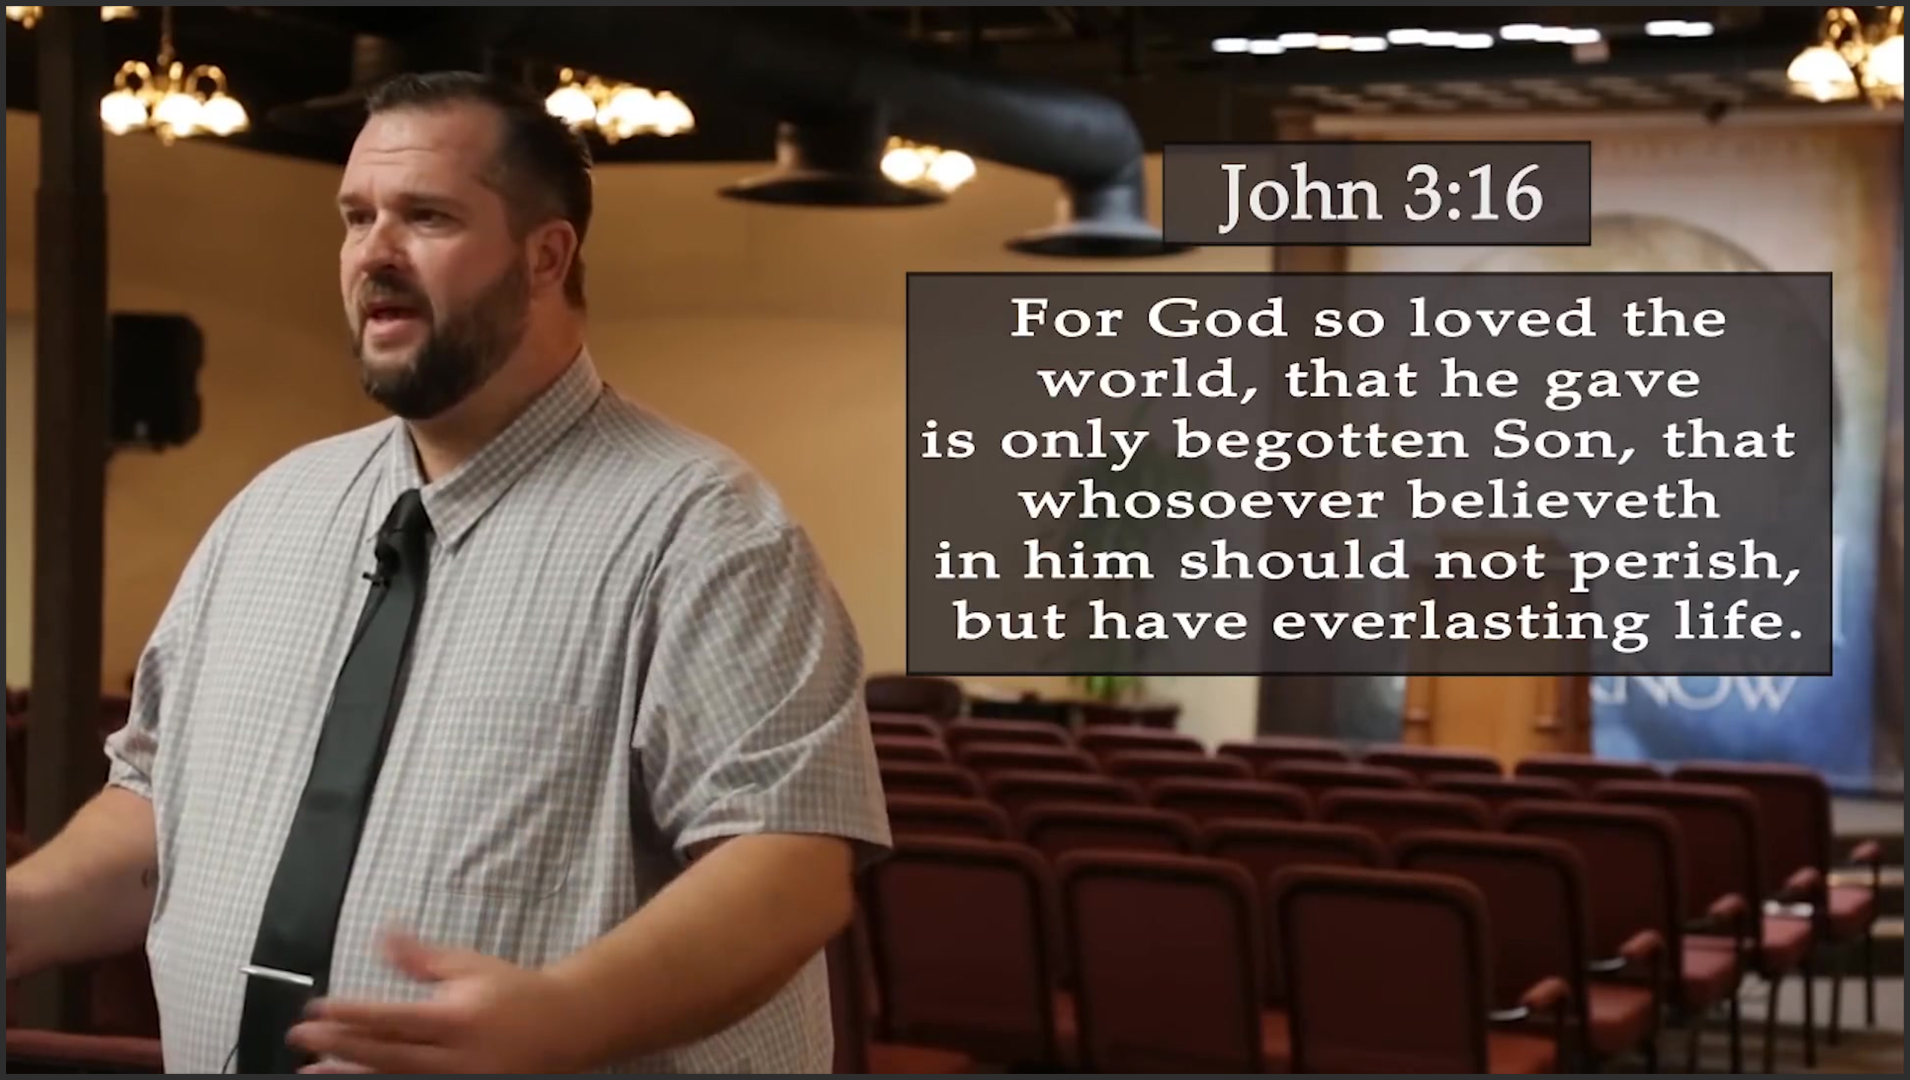 John 3:16
For God so loved the
world, that he gave
is only begotten Son, that
whosoever believeth
in him should not perish,
but have everlasting life.
KNOW